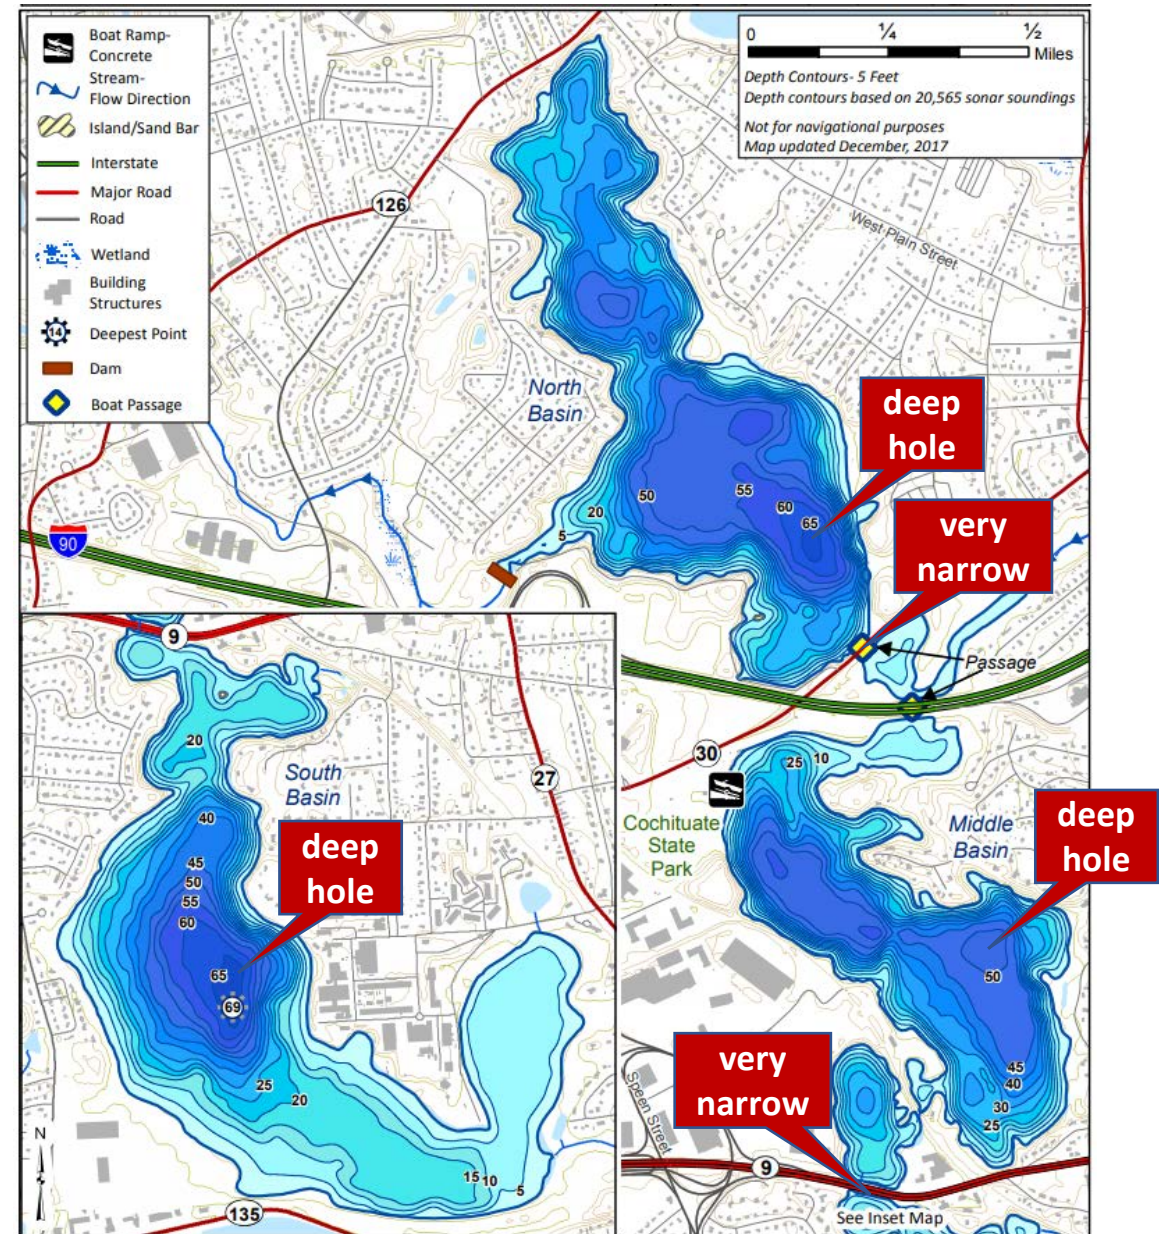 Boat Ramp-
Concrete
Stream-
Flow Direction
Island/Sand Bar
Interstate
Major Road
Road
Wetland
Building
Structures
14
Deepest Point
Dam
Boat Passage
0 ¼ ½
Miles
Depth Contours- 5 Feet
Depth contours based on 20,565 sonar soundings
Not for navigational purposes
Map updated December, 2017
126
West Plain Street
North
Basin
deep
hole
50
55
60
65
20
5
90
very
narrow
Passage
30
25 10
Cochituate
State
Park
Middle
Basin
deep
hole
50
45
40
30
25
very
narrow
Speen Street
9
See Inset Map
9
20
South
Basin
27
40
deep
hole
45
50
55
60
65
69
25
20
15 10
5
N
135